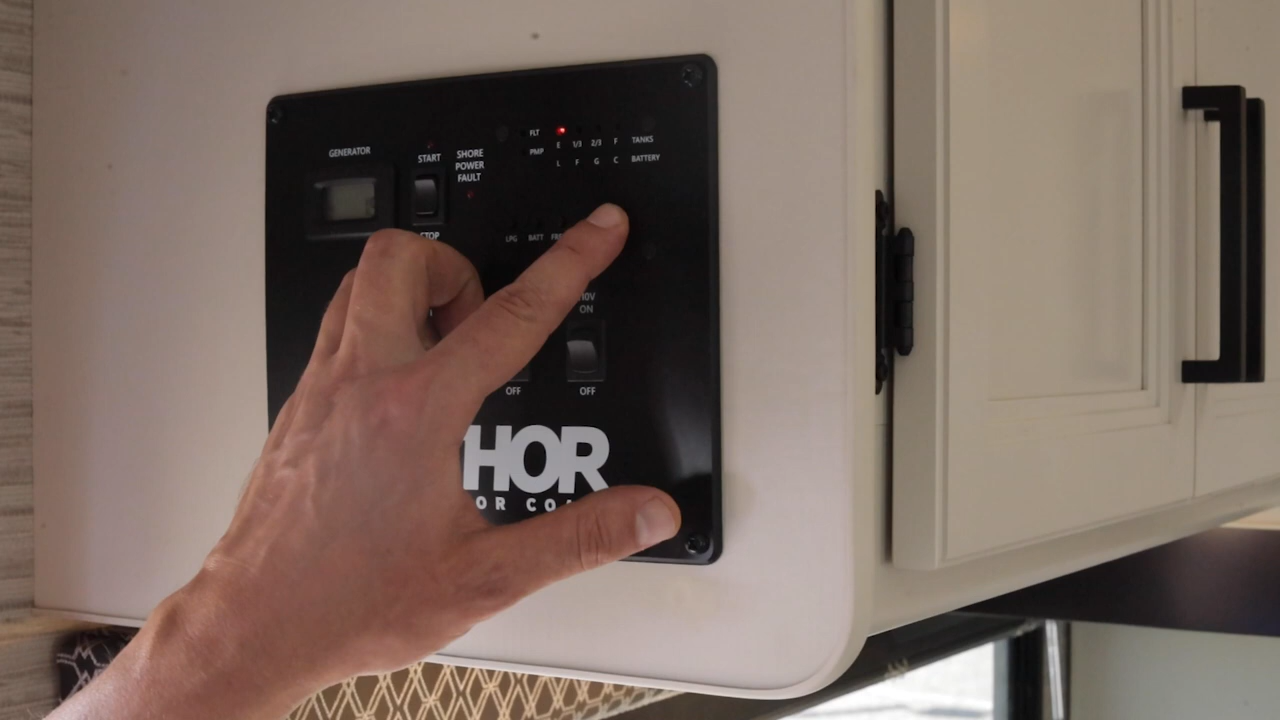 GENERATOR
START
SHORE
POWER
FAULT
FLT
PMP
E 1/3 2/3 F TANKS
L F G C BATTERY
LPG BATT
ON
OFF
OFF
HOR